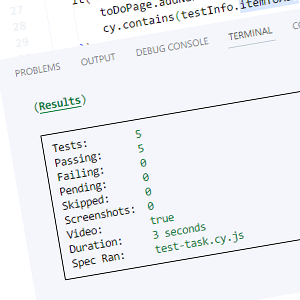 27
28 toDoPage.addN
29 cy.contains(testInfo.itemToA
PROBLEMS OUTPUT DEBUG CONSOLE TERMINAL CO
(Results)
Tests: 5
Passing: 5
Failing: 0
Pending: 0
Skipped: 0
Screenshots: 0
Video: true
Duration: 3 seconds
Spec Ran: test-task.cy.js